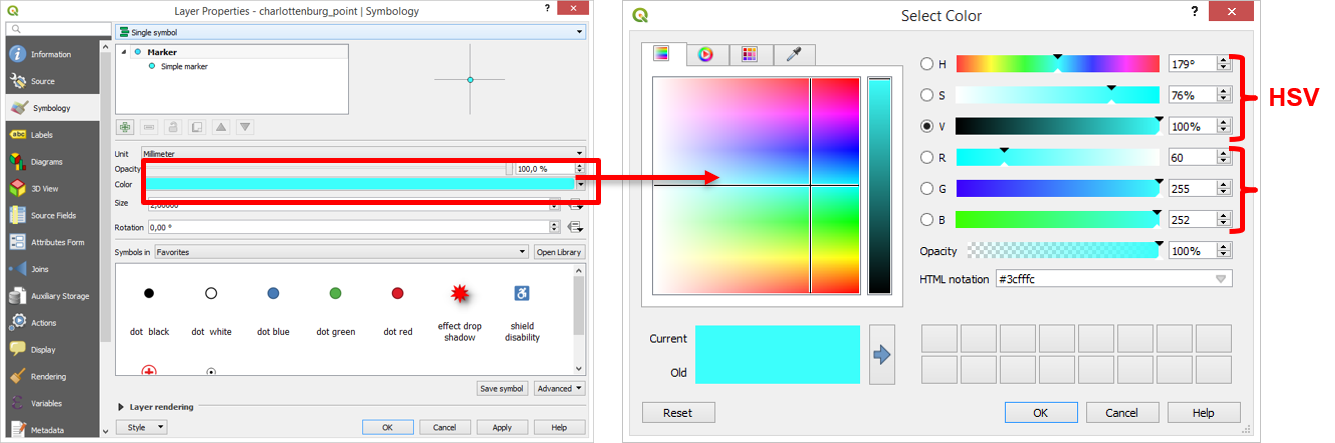 Layer Properties - charlottenburg_point | Symbology
?
Information
Source
Symbology
abc Labels
Diagrams
3D View
Source Fields
Attributes Form
Joins
Auxiliary Storage
Actions
Display
Rendering
Variables
Metadata
Single symbol
Marker
Simple marker
Unit Millimeter
Opacity 100,0 %
Color
Size 2,00000
Rotation 0,00 °
Symbols in Favorites Open Library
dot black dot white dot blue dot green dot red effect drop shadow shield disability
Save symbol Advanced
Layer rendering
Style OK Cancel Apply Help
Select Color
?
H 179°
S 76%
V 100%
R 60
G 255
B 252
Opacity 100%
HTML notation #3cfffc
Current
Old
Reset OK Cancel Help
HSV